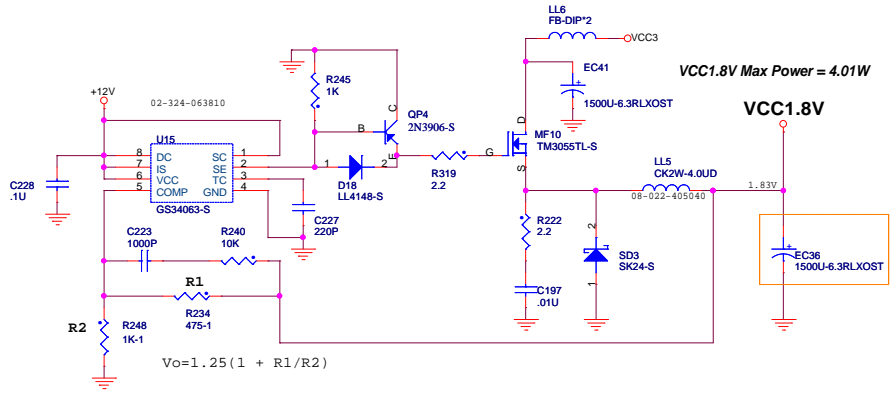 LL6
FB-DIP*2
VCC3
EC41
1500U-6.3RLXOST
VCC1.8V Max Power = 4.01W
VCC1.8V
R245
1K
+12V
02-324-063810
C
QP4
2N3906-S
B
E
D
MF10
TM3055TL-S
G
S
U15
8 DC SC 1
7 IS SE 2
6 VCC TC 3
5 COMP GND 4
GS34063-S
1 2
D18
LL4148-S
R319
2.2
LL5
CK2W-4.0UD
08-022-405040
1.83V
C228
.1U
C227
220P
R222
2.2
2
SD3
SK24-S
1
EC36
1500U-6.3RLXOST
C223
1000P
R240
10K
C197
.01U
R1
R234
475-1
R2
R248
1K-1
Vo=1.25(1 + R1/R2)